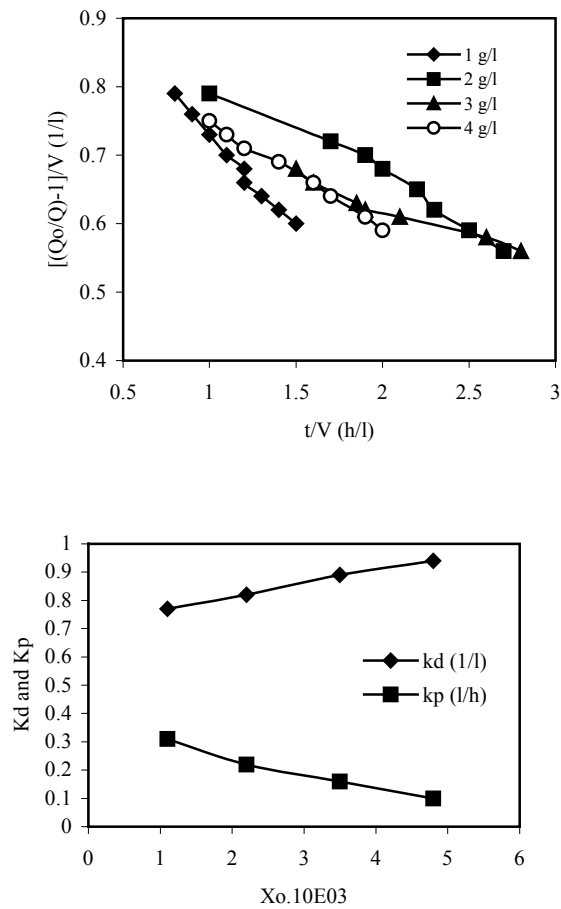 0.9
0.8
0.7
0.6
0.5
0.4
[(Qo/Q)-1]/V (1/l)
1 g/l
2 g/l
3 g/l
4 g/l
0.5 1 1.5 2 2.5 3
t/V (h/l)
1
0.9
0.8
0.7
0.6
0.5
0.4
0.3
0.2
0.1
0
Kd and Kp
kd (1/l)
kp (l/h)
0 1 2 3 4 5 6
Xo.10E03